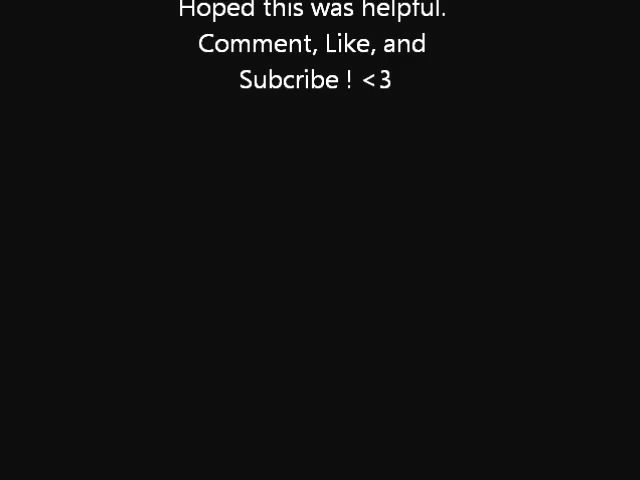 Hoped this was helpful.
Comment, Like, and
Subcribe ! <3